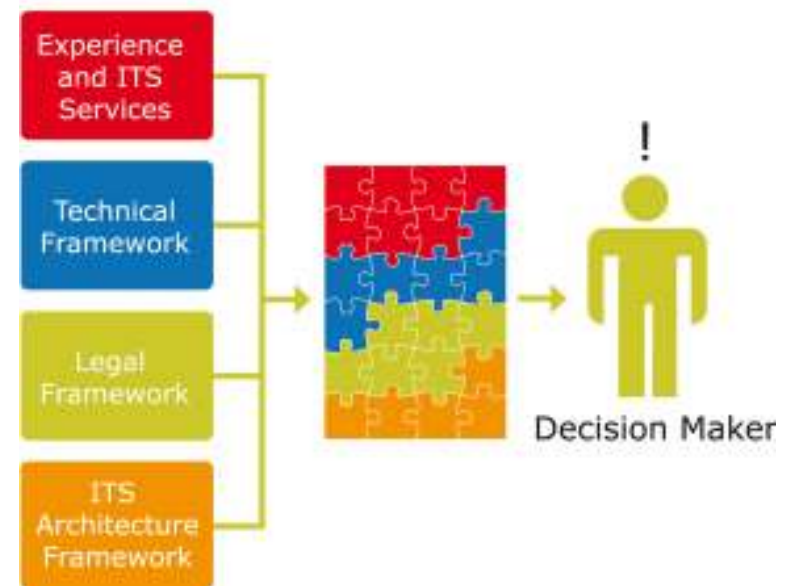 Experience
and ITS
Services
Technical
Framework
Legal
Framework
ITS
Architecture
Framework
!
Decision Maker